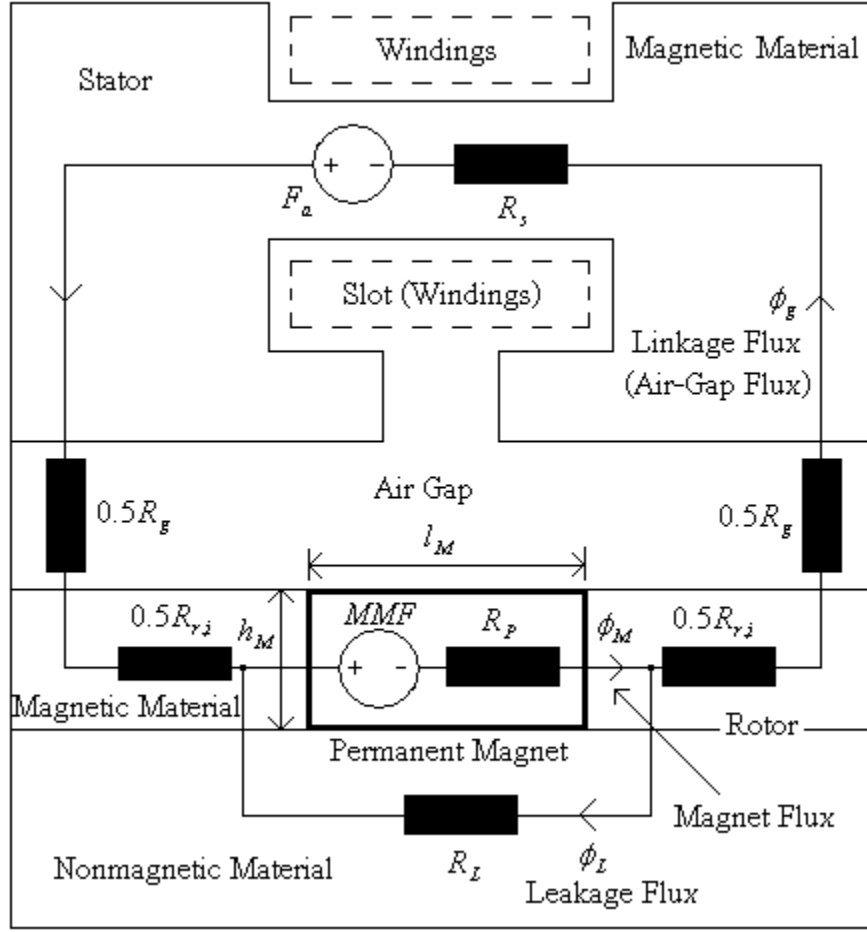 Windings
Magnetic Material
Stator
+ −
F_a
R_s
Slot (Windings)
ϕ_g
Linkage Flux
(Air-Gap Flux)
0.5R_g
Air Gap
0.5R_g
l_M
0.5R_{r,i}
h_M
MMF
R_P
ϕ_M
0.5R_{r,i}
+ −
Magnetic Material
Permanent Magnet
Rotor
Magnet Flux
Nonmagnetic Material
R_L
ϕ_L
Leakage Flux